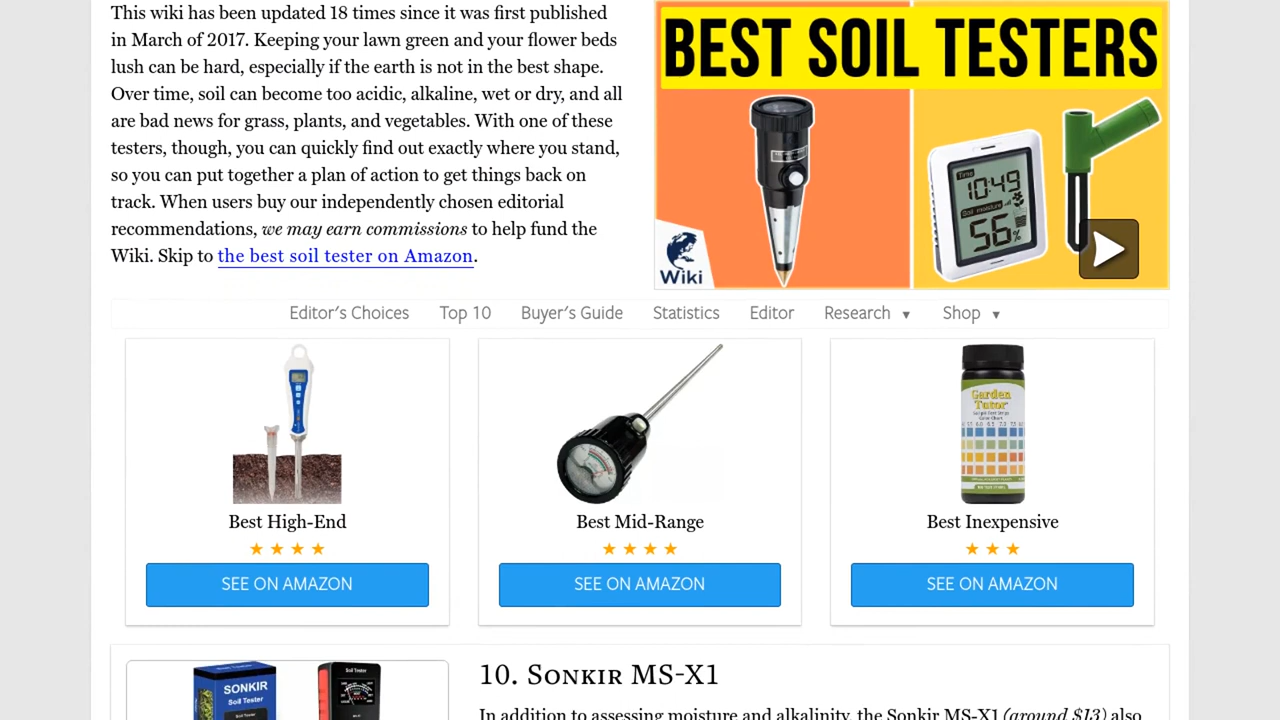 This wiki has been updated 18 times since it was first published
in March of 2017. Keeping your lawn green and your flower beds
lush can be hard, especially if the earth is not in the best shape.
Over time, soil can become too acidic, alkaline, wet or dry, and all
are bad news for grass, plants, and vegetables. With one of these
testers, though, you can quickly find out exactly where you stand,
so you can put together a plan of action to get things back on
track. When users buy our independently chosen editorial
recommendations, we may earn commissions to help fund the
Wiki. Skip to the best soil tester on Amazon.
BEST SOIL TESTERS
Time
10:49
Soil moisture
56%
Wiki
Editor's Choices Top 10 Buyer's Guide Statistics Editor Research ▼ Shop ▼
Garden
Tutor
Best High-End Best Mid-Range Best Inexpensive
SEE ON AMAZON SEE ON AMAZON SEE ON AMAZON
SONKIR
Soil Tester
Soil Tester
10. Sonkir MS-X1
In addition to assessing moisture and alkalinity, the Sonkir MS-X1 (around $13) also